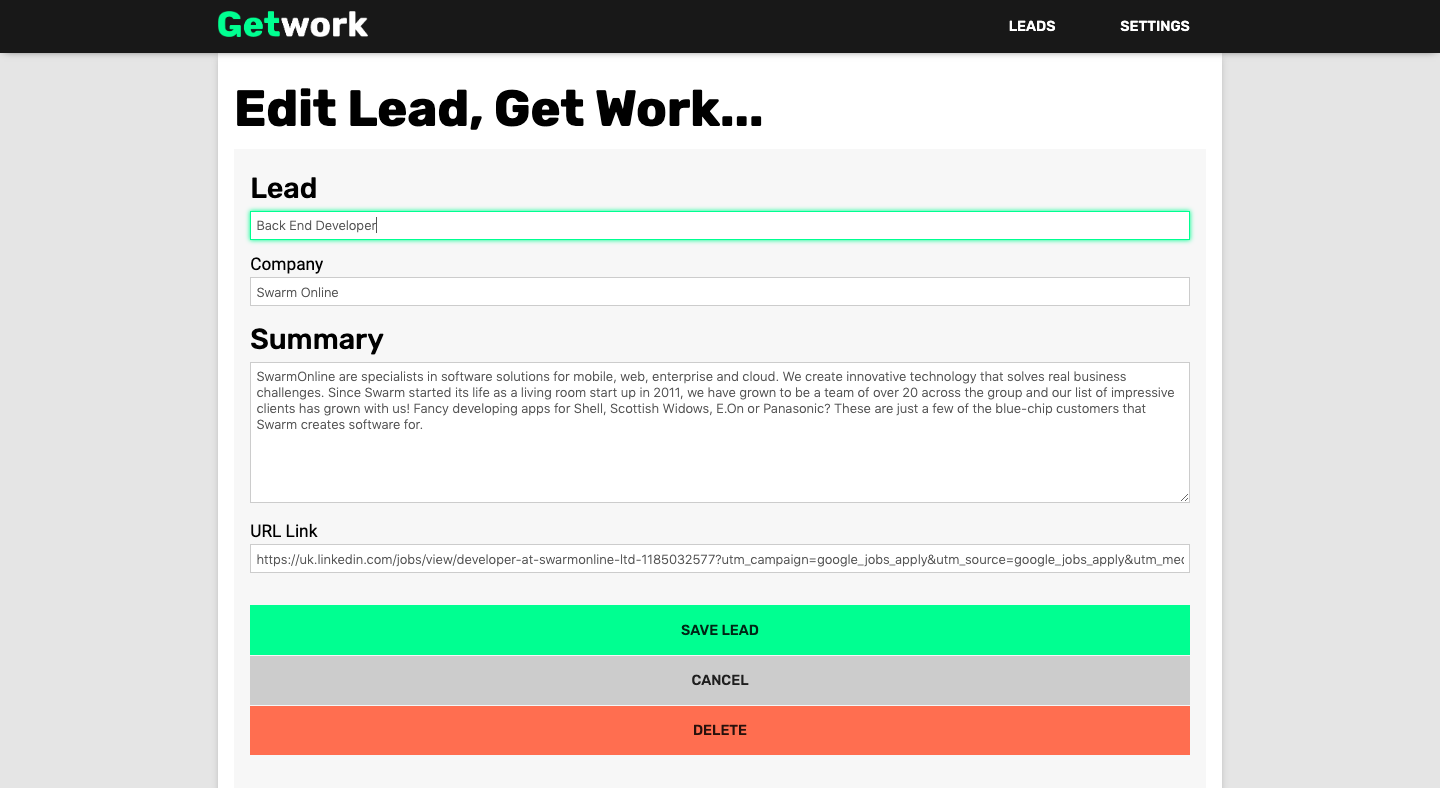 Getwork
LEADS
SETTINGS
Edit Lead, Get Work...
Lead
Back End Developer
Company
Swarm Online
Summary
SwarmOnline are specialists in software solutions for mobile, web, enterprise and cloud. We create innovative technology that solves real business
challenges. Since Swarm started its life as a living room start up in 2011, we have grown to be a team of over 20 across the group and our list of impressive
clients has grown with us! Fancy developing apps for Shell, Scottish Widows, E.On or Panasonic? These are just a few of the blue-chip customers that
Swarm creates software for.
URL Link
https://uk.linkedin.com/jobs/view/developer-at-swarmonline-ltd-1185032577?utm_campaign=google_jobs_apply&utm_source=google_jobs_apply&utm_med
SAVE LEAD
CANCEL
DELETE